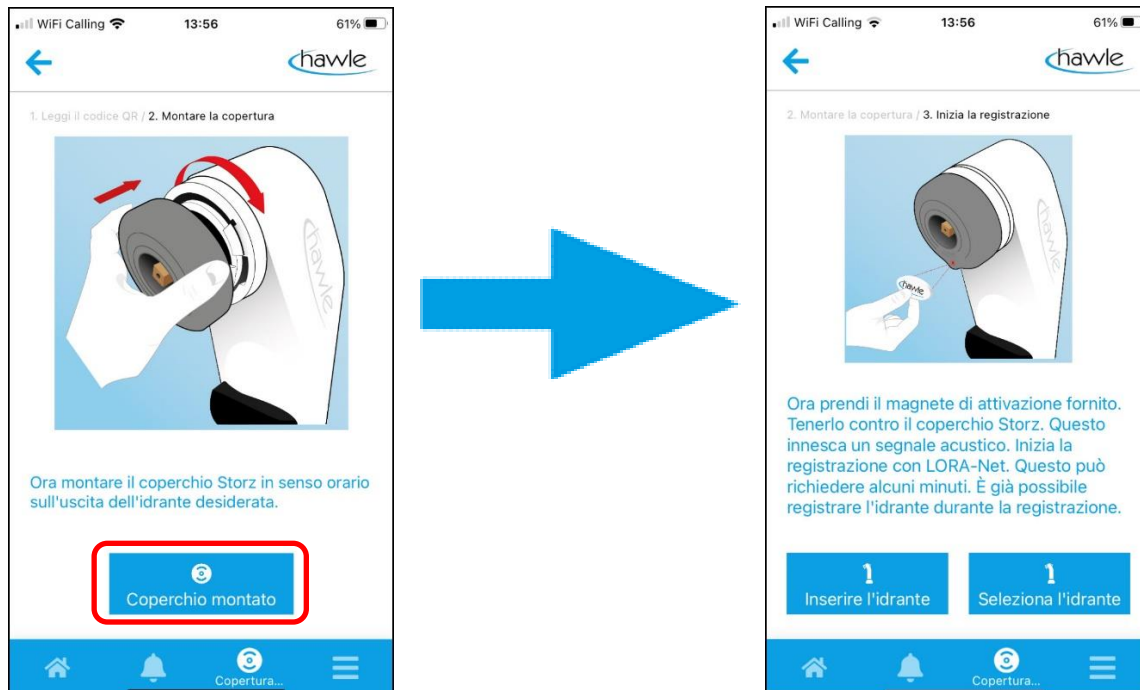 WiFi Calling 13:56 61%
hawle
1. Leggi il codice QR / 2. Montare la copertura
hawle
Ora montare il coperchio Storz in senso orario
sull'uscita dell'idrante desiderata.
Coperchio montato
Copertura...
WiFi Calling 13:56 61%
hawle
2. Montare la copertura / 3. Inizia la registrazione
hawle
hawle
Ora prendi il magnete di attivazione fornito.
Tenerlo contro il coperchio Storz. Questo
innesca un segnale acustico. Inizia la
registrazione con LORA-Net. Questo può
richiedere alcuni minuti. È già possibile
registrare l'idrante durante la registrazione.
Inserire l'idrante
Seleziona l'idrante
Copertura...